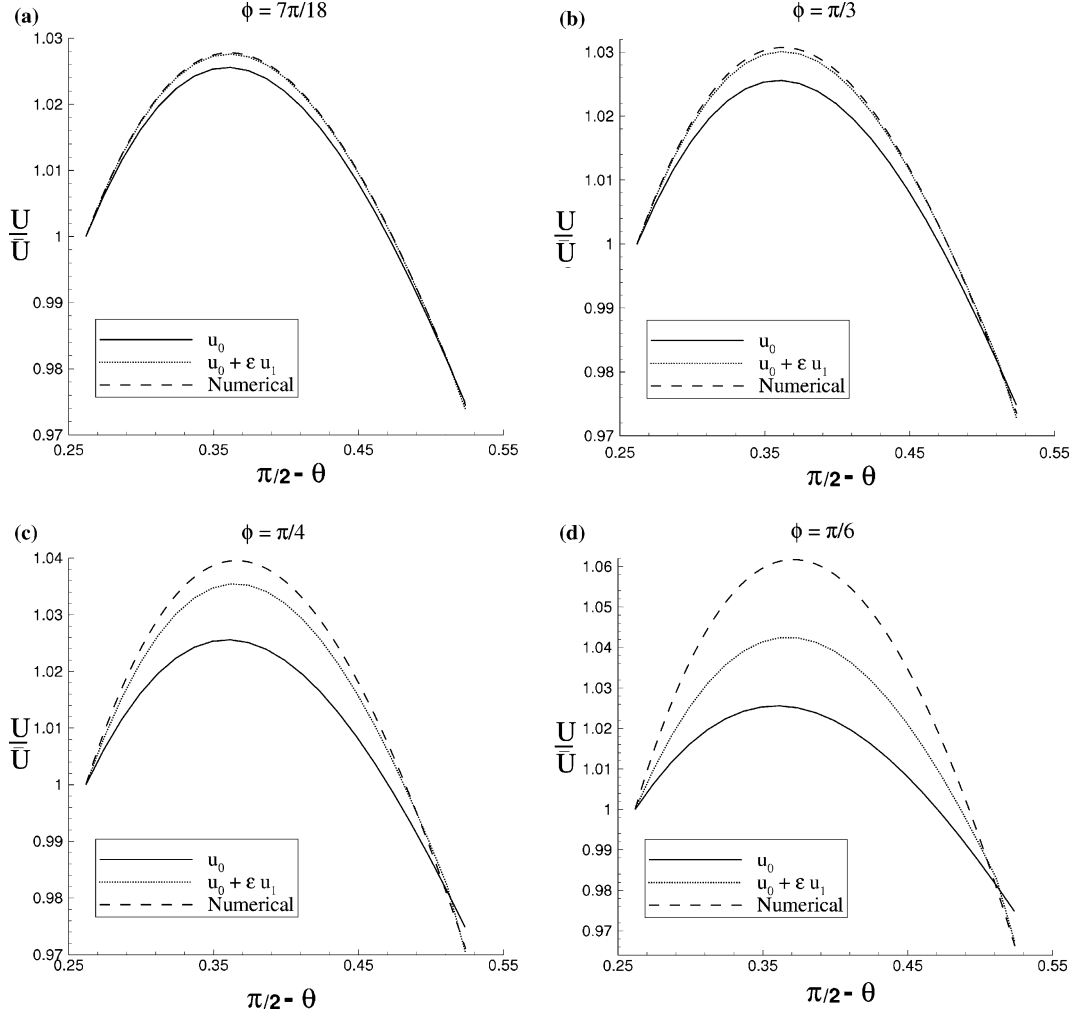 (a)
ϕ = 7π/18
1.03
1.02
1.01
1
0.99
0.98
0.97
U
Ū
u0
u0 + ε u1
Numerical
0.25
0.35
0.45
0.55
π/2 - θ
(b)
ϕ = π/3
1.03
1.02
1.01
1
0.99
0.98
0.97
U
Ū
u0
u0 + ε u1
Numerical
0.25
0.35
0.45
0.55
π/2 - θ
(c)
ϕ = π/4
1.04
1.03
1.02
1.01
1
0.99
0.98
0.97
U
Ū
u0
u0 + ε u1
Numerical
0.25
0.35
0.45
0.55
π/2 - θ
(d)
ϕ = π/6
1.06
1.05
1.04
1.03
1.02
1.01
1
0.99
0.98
0.97
U
Ū
u0
u0 + ε u1
Numerical
0.25
0.35
0.45
0.55
π/2 - θ